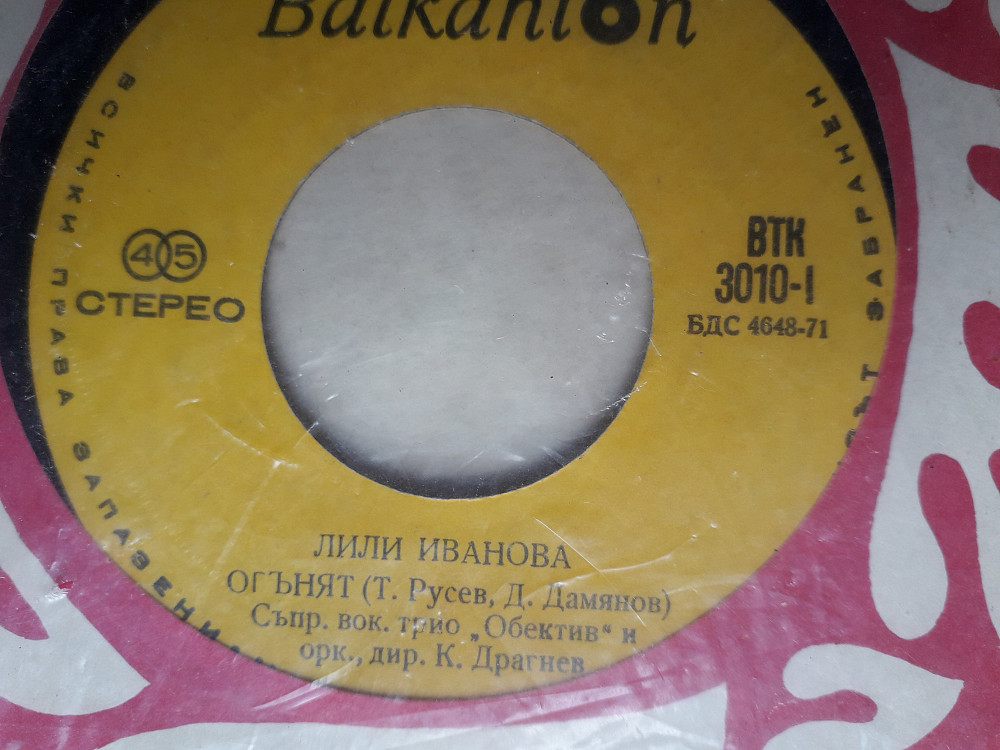 Balkanton
ВСИЧКИ ПРАВА ЗАПАЗЕНИ
ЗАБРАНЕН
45
СТЕРЕО
ВТК
3010-I
БДС 4648-71
ЛИЛИ ИВАНОВА
ОГЪНЯТ (Т. Русев, Д. Дамянов)
Съпр. вок. трио „Обектив“ и
орк., дир. К. Драгнев